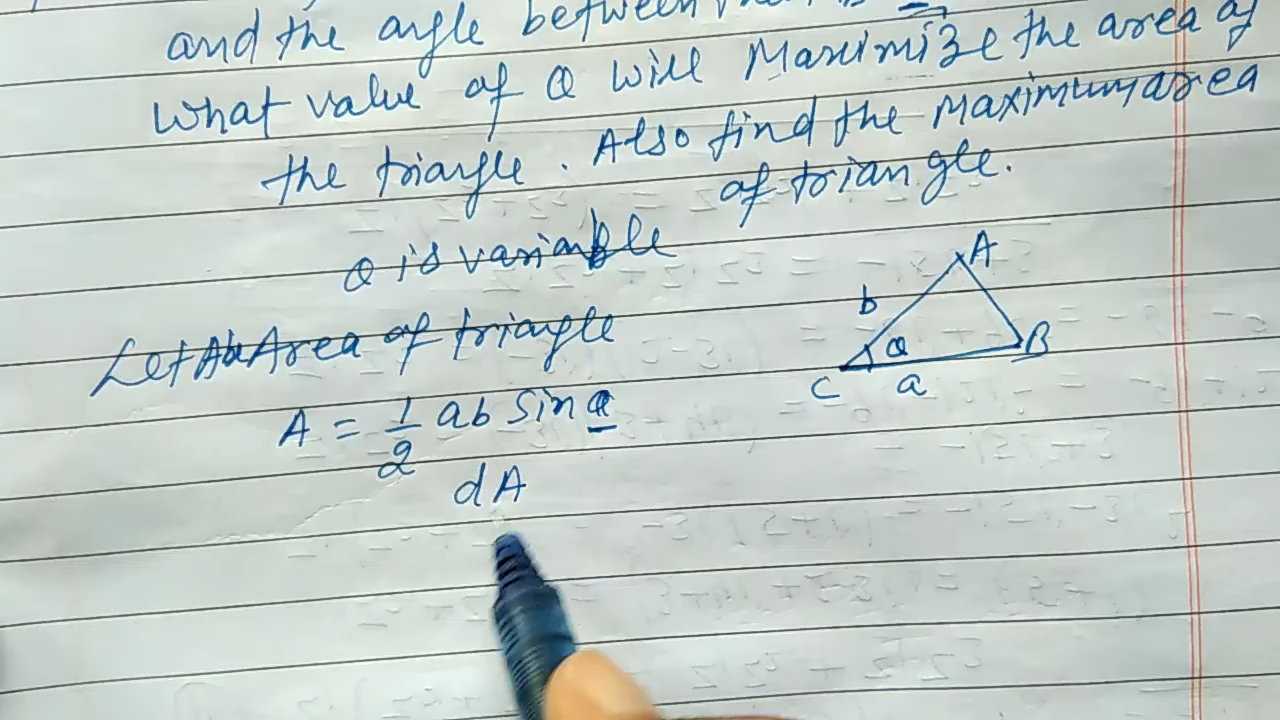 and the angle between
What value of θ will Maximize the area of
the triangle. Also find the Maximum area
of triangle.
θ is variable
Let Area of triangle
A = 1/2 ab Sin θ
dA
A
b
θ
B
C
a